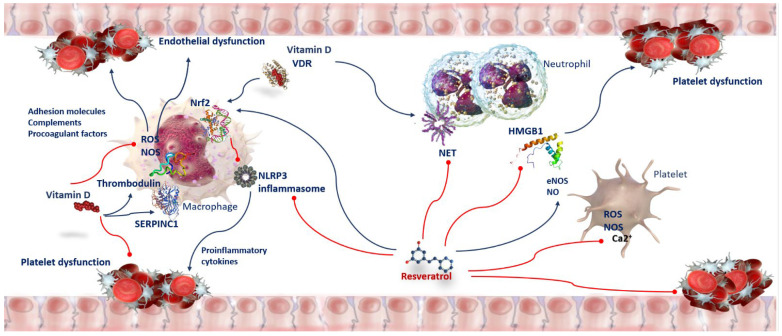 Endothelial dysfunction
Vitamin D
VDR
Neutrophil
Platelet dysfunction
Nrf2
Adhesion molecules
Complements
Procoagulant factors
ROS
NOS
HMGB1
NET
Thrombodulin
NLRP3
inflammasome
eNOS
NO
Platelet
Vitamin D
Macrophage
SERPINC1
ROS
NOS
Ca2⁺
Proinflammatory
cytokines
Platelet dysfunction
Resveratrol